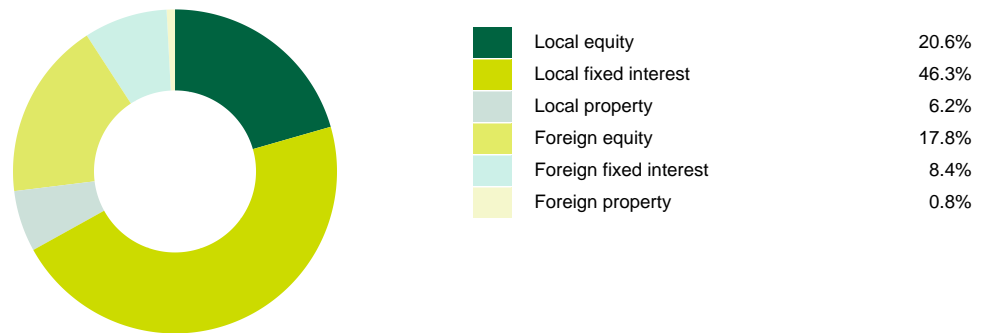 Local equity 20.6%
Local fixed interest 46.3%
Local property 6.2%
Foreign equity 17.8%
Foreign fixed interest 8.4%
Foreign property 0.8%